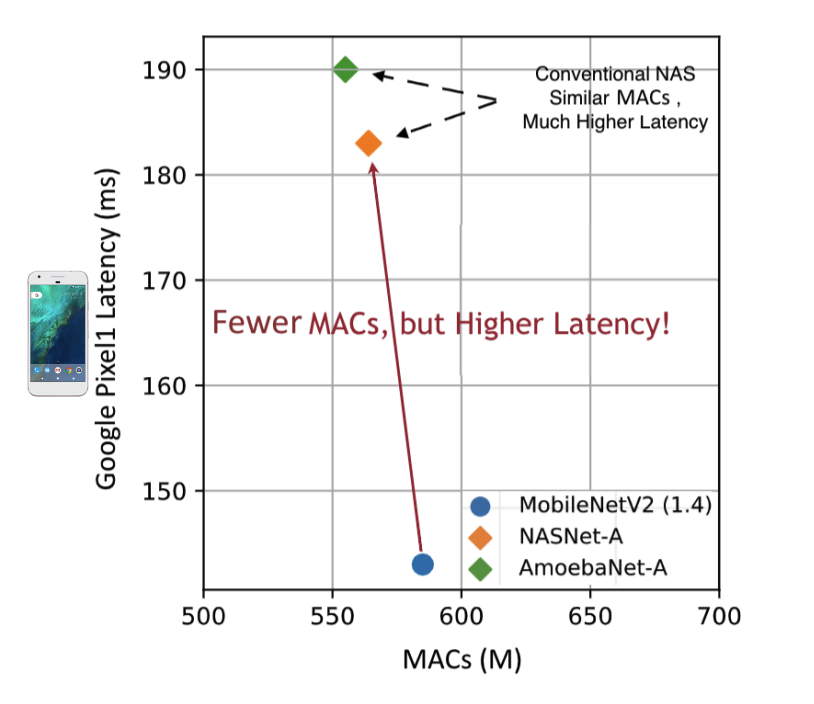 190
180
170
160
150
Google Pixel1 Latency (ms)
Conventional NAS
Similar MACs ,
Much Higher Latency
Fewer MACs, but Higher Latency!
MobileNetV2 (1.4)
NASNet-A
AmoebaNet-A
500 550 600 650 700
MACs (M)